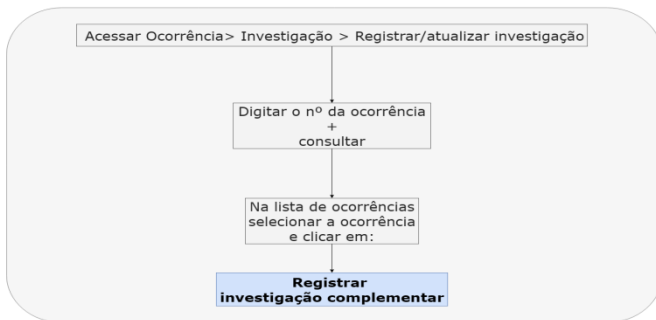 Acessar Ocorrência> Investigação > Registrar/atualizar investigação
Digitar o nº da ocorrência
+
consultar
Na lista de ocorrências
selecionar a ocorrência
e clicar em:
Registrar
investigação complementar